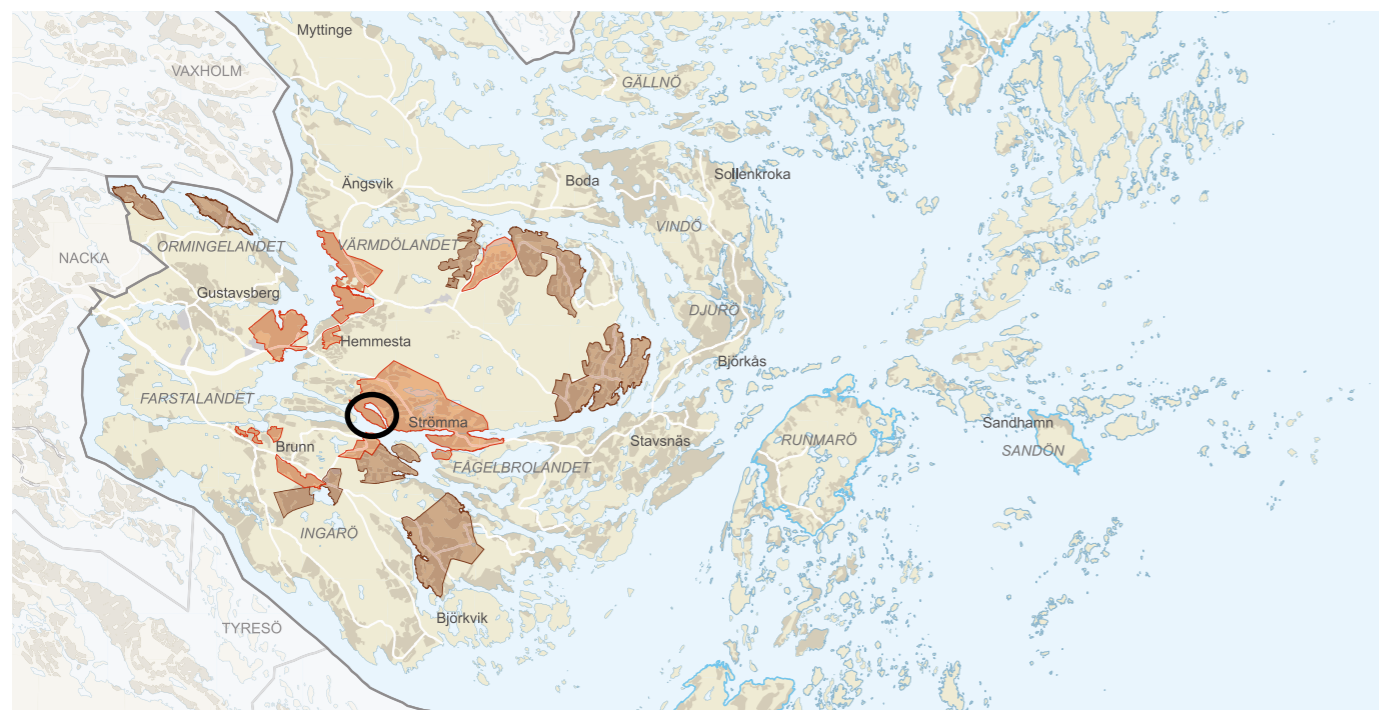 Myttinge
VAXHOLM
GÄLLNÖ
Ängsvik
Boda
Sollenkroka
VINDÖ
ORMINGELANDET
VÄRMDÖLANDET
NACKA
Gustavsberg
DJURÖ
Hemmesta
Björkås
FARSTALANDET
Strömma
Sandhamn
Brunn
Stavsnäs
RUNMARÖ
SANDÖN
FÅGELBROLANDET
INGARÖ
Björkvik
TYRESÖ